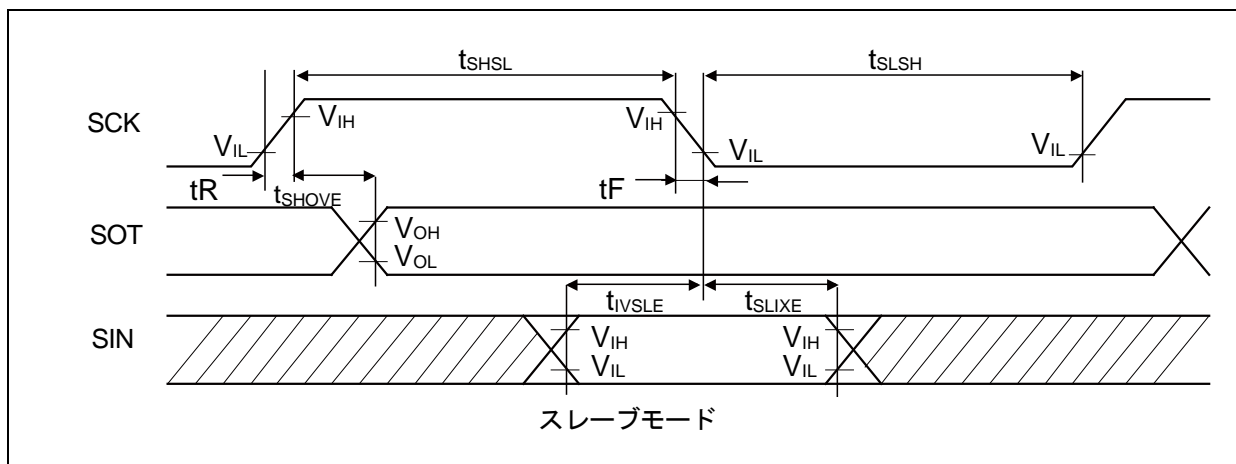 tSHSL
tSLSH
SCK
VIH
VIH
VIL
VIL
VIL
tR
tSHOVE
tF
SOT
VOH
VOL
tIVSLE
tSLIXE
SIN
VIH
VIH
VIL
VIL
スレーブモード